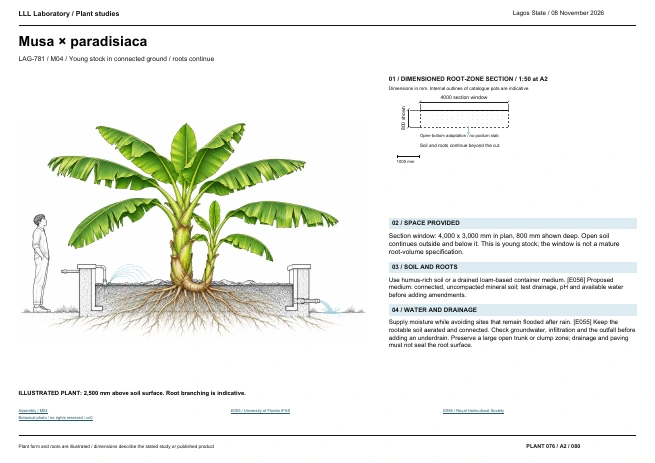 LLL Laboratory / Plant studies
Lagos State / 08 November 2026
Musa × paradisiaca
LAG-781 / M04 / Young stock in connected ground / roots continue
01 / DIMENSIONED ROOT-ZONE SECTION / 1:50 at A2
Dimensions in mm. Internal outlines of catalogue pots are indicative.
4000 section window
800 shown
Open-bottom adaptation / no podium slab
Soil and roots continue beyond the cut.
1000 mm
02 / SPACE PROVIDED
Section window: 4,000 x 3,000 mm in plan, 800 mm shown deep. Open soil
continues outside and below it. This is young stock; the window is not a mature
root-volume specification.
03 / SOIL AND ROOTS
Use humus-rich soil or a drained loam-based container medium. [E056] Proposed
medium: connected, uncompacted mineral soil; test drainage, pH and available water
before adding amendments.
04 / WATER AND DRAINAGE
Supply moisture while avoiding sites that remain flooded after rain. [E055] Keep the
rootable soil aerated and connected. Check groundwater, infiltration and the outfall before
adding an underdrain. Preserve a large open trunk or clump zone; drainage and paving
must not seal the root surface.
ILLUSTRATED PLANT: 2,500 mm above soil surface. Root branching is indicative.
Assembly / M04
E055 / University of Florida IFAS
E056 / Royal Horticultural Society
Botanical photo / no rights reserved / cc0
Plant form and roots are illustrated / dimensions describe the stated study or published product
PLANT 076 / A2 / 080